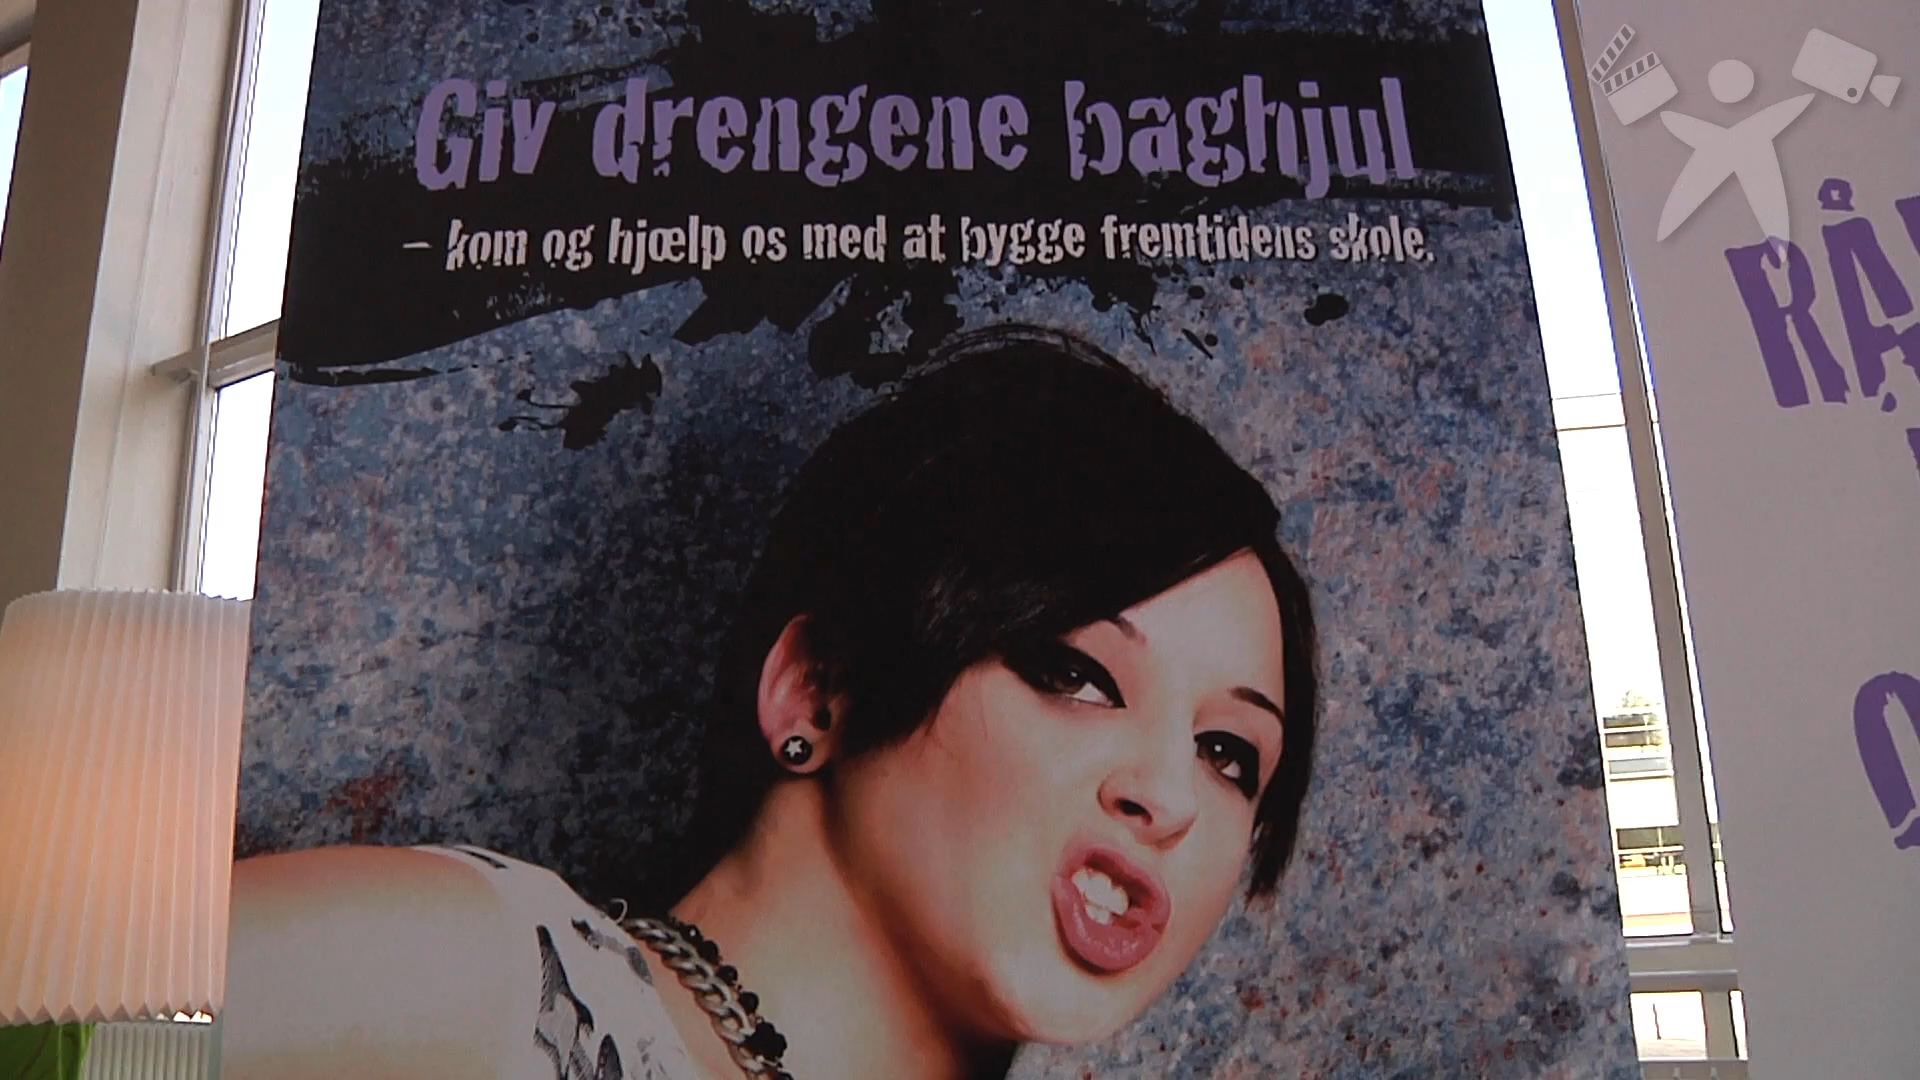 Giv drengene baghjul
– kom og hjælp os med at bygge fremtidens skole.